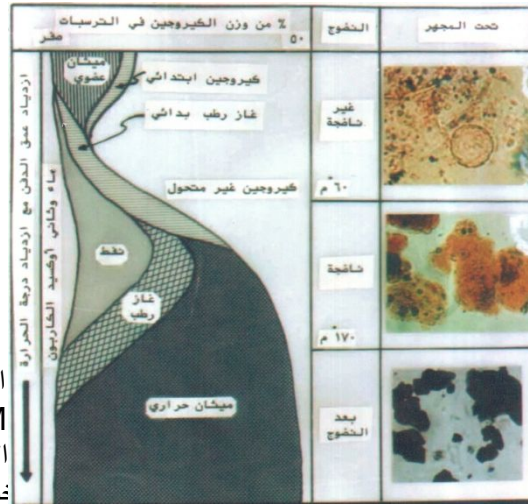 % من وزن الكيروجين في الترسبات
٥٠
صفر
النضوج
تحت المجهر
ميثان عضوي
كيروجين ابتدائي
غاز رطب بدائي
كيروجين غير متحول
نفط
غاز رطب
ميثان حراري
ماء وثاني أوكسيد الكاربون
ازدياد عمق الدفن مع ازدياد درجة الحرارة
غير ناضجة
٦٠ م
ناضجة
١٧٠ م
بعد النضوج